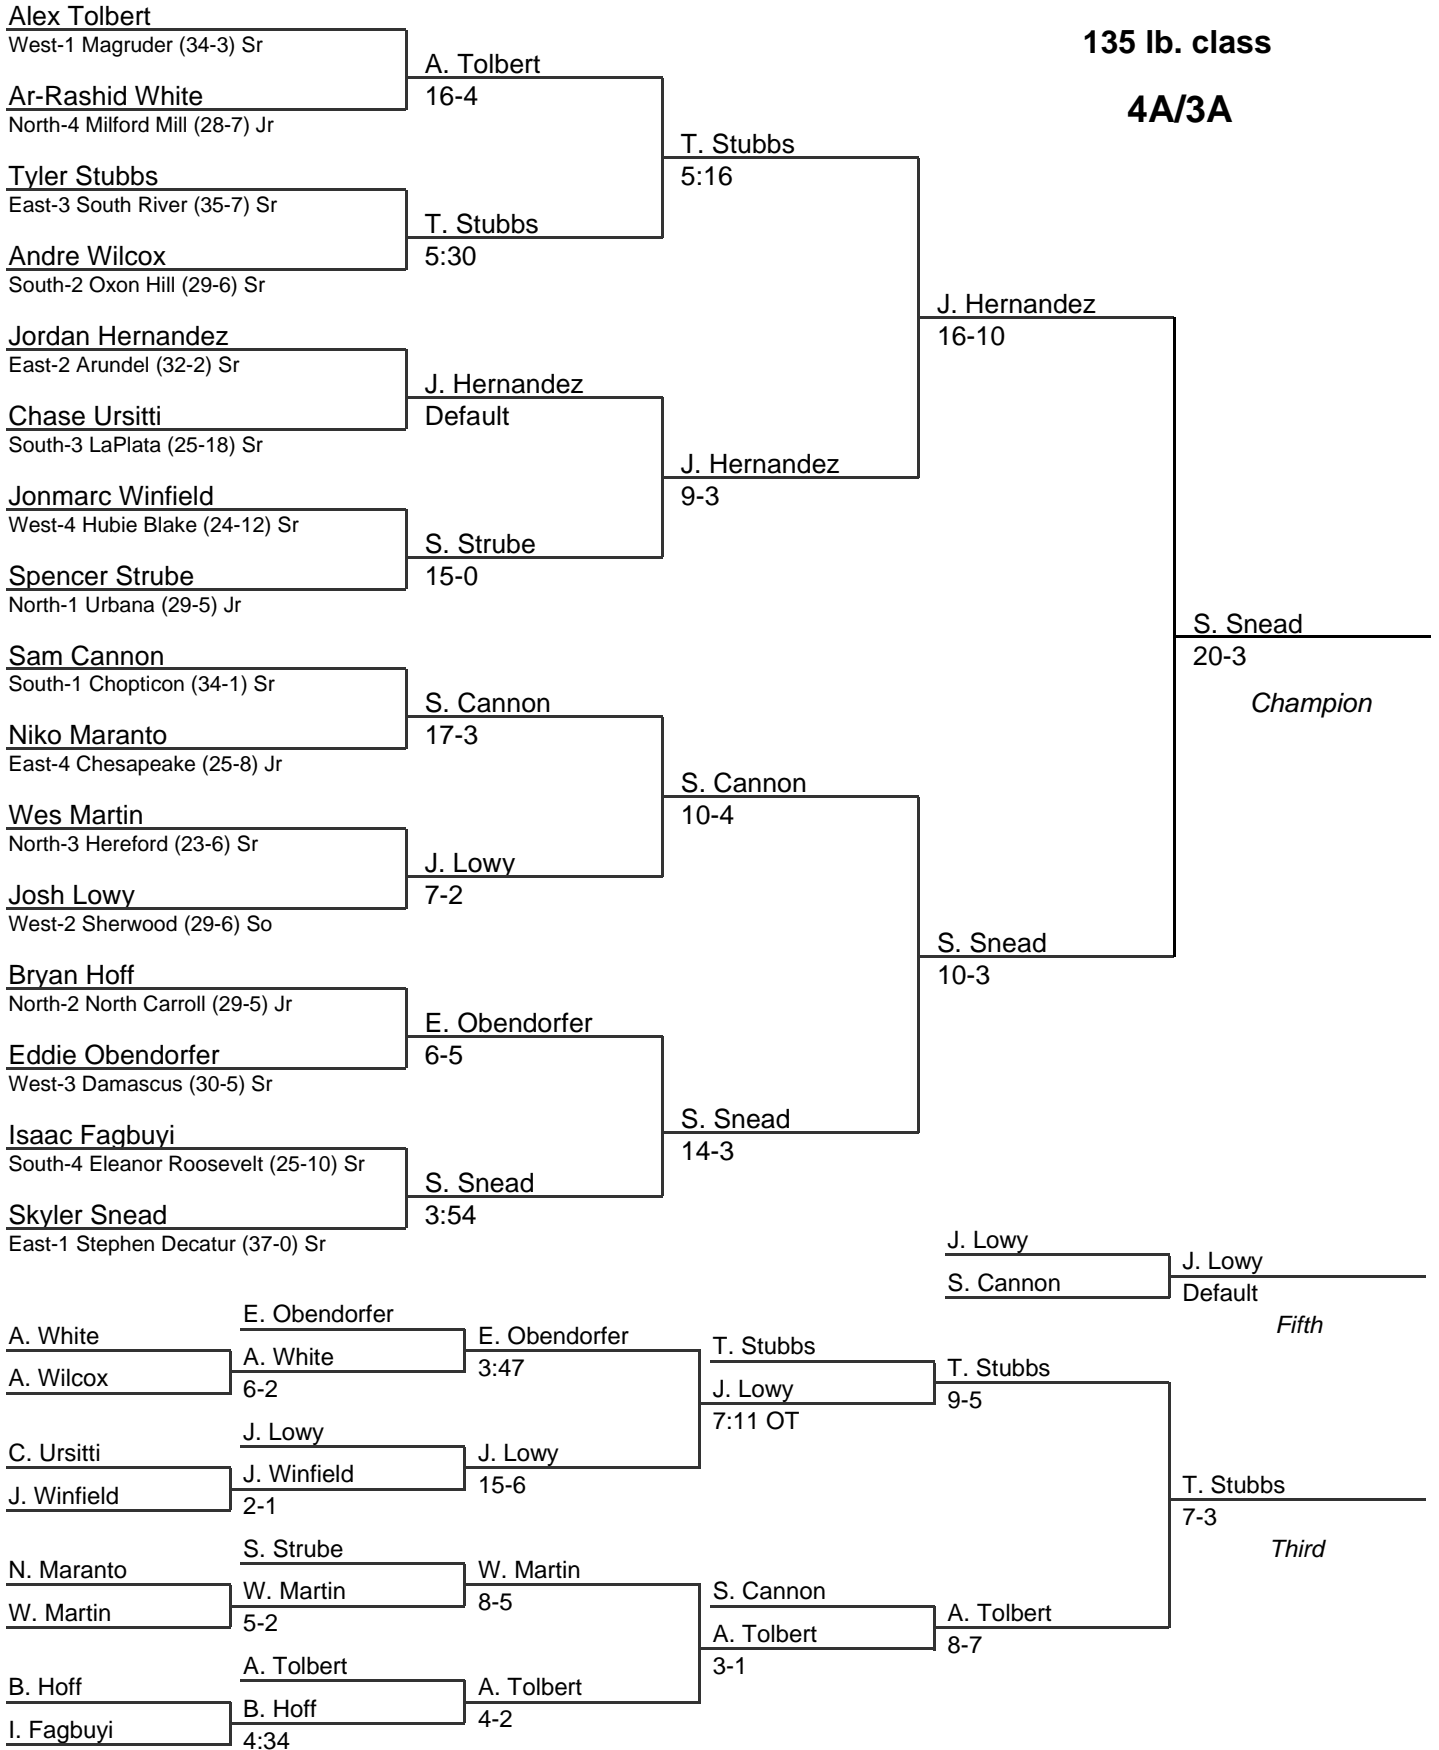 Alex Tolbert
West-1 Magruder (34-3) Sr
135 lb. class
A. Tolbert
16-4
Ar-Rashid White
North-4 Milford Mill (28-7) Jr
4A/3A
T. Stubbs
5:16
Tyler Stubbs
East-3 South River (35-7) Sr
T. Stubbs
5:30
Andre Wilcox
South-2 Oxon Hill (29-6) Sr
J. Hernandez
16-10
Jordan Hernandez
East-2 Arundel (32-2) Sr
J. Hernandez
Default
Chase Ursitti
South-3 LaPlata (25-18) Sr
J. Hernandez
9-3
Jonmarc Winfield
West-4 Hubie Blake (24-12) Sr
S. Strube
15-0
Spencer Strube
North-1 Urbana (29-5) Jr
S. Snead
20-3
Champion
Sam Cannon
South-1 Chopticon (34-1) Sr
S. Cannon
17-3
Niko Maranto
East-4 Chesapeake (25-8) Jr
S. Cannon
10-4
Wes Martin
North-3 Hereford (23-6) Sr
J. Lowy
7-2
Josh Lowy
West-2 Sherwood (29-6) So
S. Snead
10-3
Bryan Hoff
North-2 North Carroll (29-5) Jr
E. Obendorfer
6-5
Eddie Obendorfer
West-3 Damascus (30-5) Sr
S. Snead
14-3
Isaac Fagbuyi
South-4 Eleanor Roosevelt (25-10) Sr
S. Snead
3:54
Skyler Snead
East-1 Stephen Decatur (37-0) Sr
J. Lowy
S. Cannon
J. Lowy
Default
Fifth
A. White
A. Wilcox
E. Obendorfer
A. White
6-2
E. Obendorfer
3:47
T. Stubbs
J. Lowy
7:11 OT
T. Stubbs
9-5
C. Ursitti
J. Winfield
J. Lowy
J. Winfield
2-1
J. Lowy
15-6
T. Stubbs
7-3
Third
N. Maranto
W. Martin
S. Strube
W. Martin
5-2
W. Martin
8-5
S. Cannon
A. Tolbert
3-1
A. Tolbert
8-7
B. Hoff
I. Fagbuyi
A. Tolbert
B. Hoff
4:34
A. Tolbert
4-2